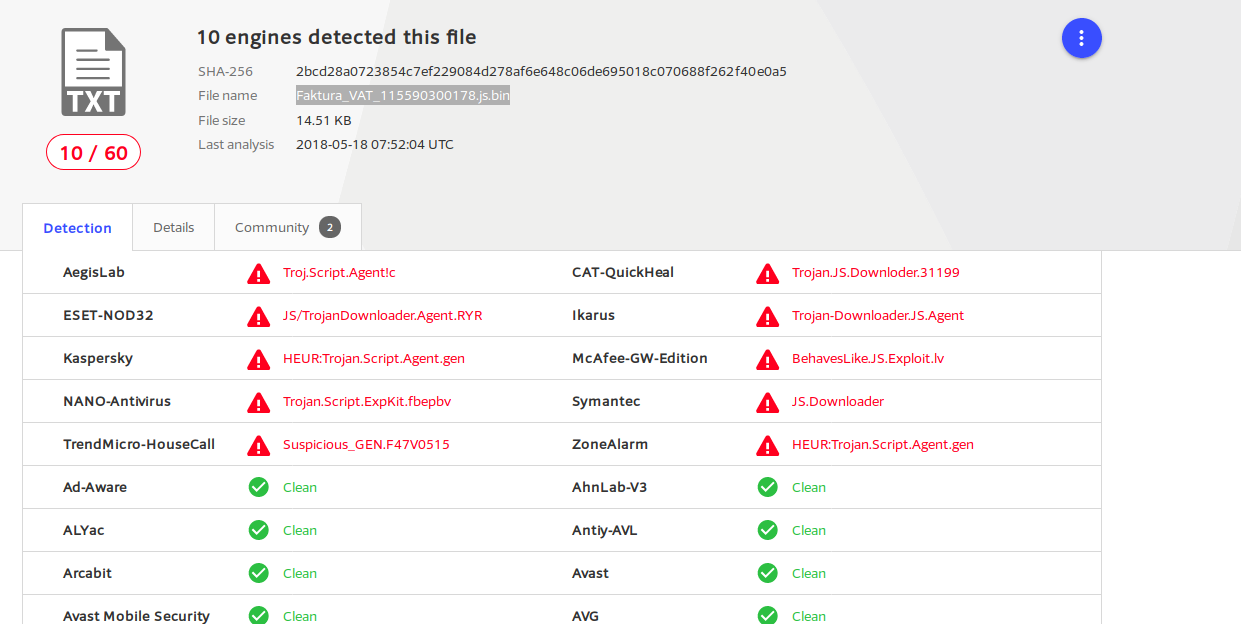 10 engines detected this file
SHA-256 2bcd28a0723854c7ef229084d278af6e648c06de695018c070688f262f40e0a5
File name Faktura_VAT_115590300178.js.bin
File size 14.51 KB
Last analysis 2018-05-18 07:52:04 UTC
TXT
10 / 60
Detection Details Community 2
AegisLab Troj.Script.Agent!c CAT-QuickHeal Trojan.JS.Downloder.31199
ESET-NOD32 JS/TrojanDownloader.Agent.RYR Ikarus Trojan-Downloader.JS.Agent
Kaspersky HEUR:Trojan.Script.Agent.gen McAfee-GW-Edition BehavesLike.JS.Exploit.lv
NANO-Antivirus Trojan.Script.ExpKit.fbepbv Symantec JS.Downloader
TrendMicro-HouseCall Suspicious_GEN.F47V0515 ZoneAlarm HEUR:Trojan.Script.Agent.gen
Ad-Aware Clean AhnLab-V3 Clean
ALYac Clean Antiy-AVL Clean
Arcabit Clean Avast Clean
Avast Mobile Security Clean AVG Clean